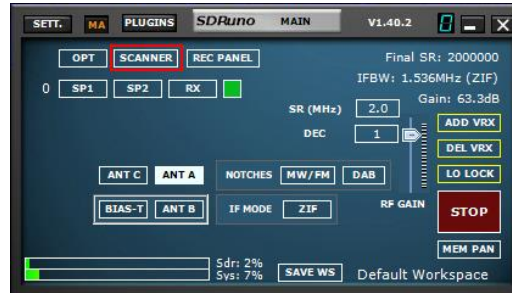 SETT. MA PLUGINS SDRuno MAIN V1.40.2 0
OPT SCANNER REC PANEL Final SR: 2000000
IFBW: 1.536MHz (ZIF)
0 SP1 SP2 RX Gain: 63.3dB
SR (MHz) 2.0 ADD VRX
DEC 1 DEL VRX
ANT C ANT A NOTCHES MW/FM DAB LO LOCK
BIAS-T ANT B IF MODE ZIF RF GAIN STOP
MEM PAN
Sdr: 2%
Sys: 7% SAVE WS Default Workspace